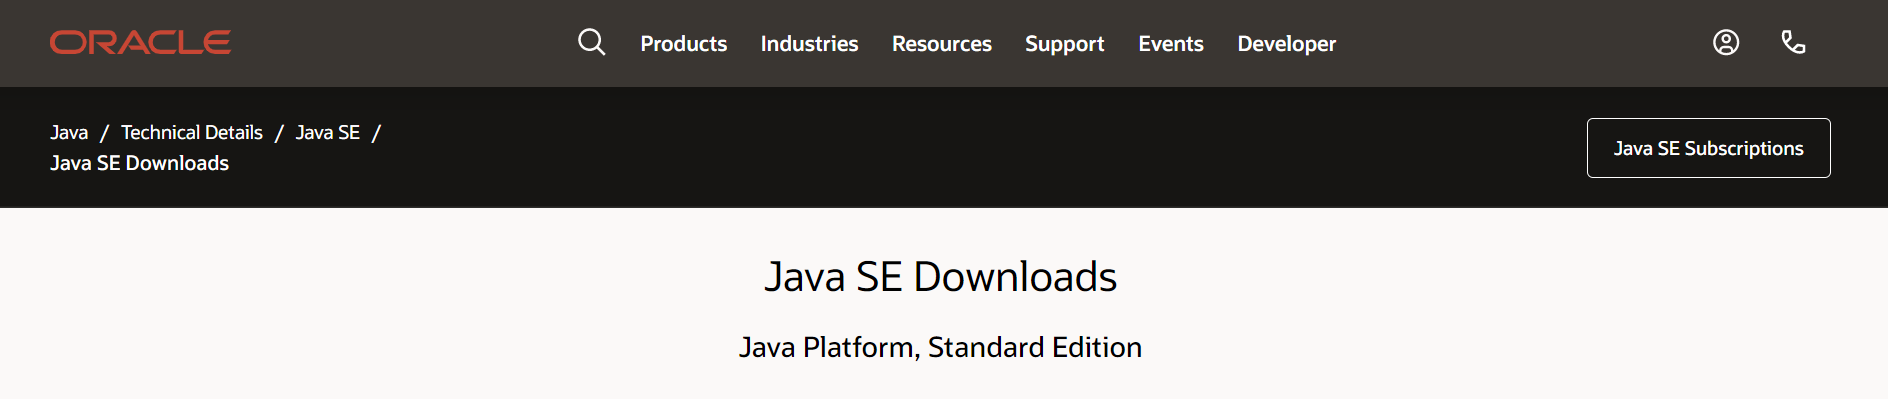 ORACLE
Products Industries Resources Support Events Developer
Java / Technical Details / Java SE /
Java SE Downloads
Java SE Subscriptions
Java SE Downloads
Java Platform, Standard Edition